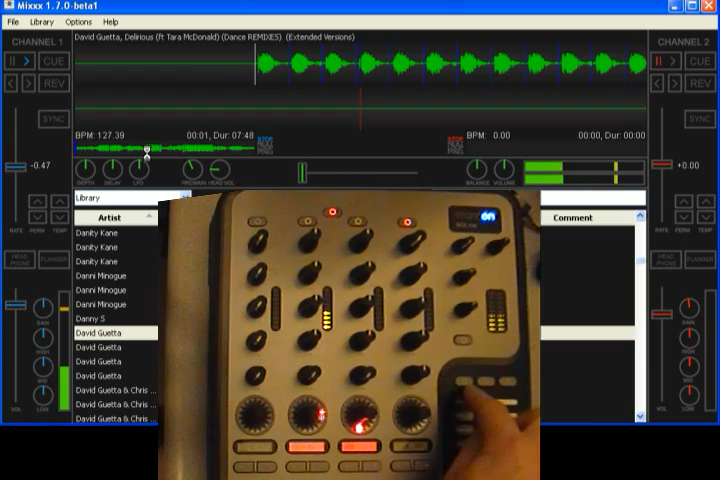 Mixxx 1.7.0-beta1
File Library Options Help
CHANNEL 1
David Guetta, Delirious (ft Tara McDonald) (Dance REMIXES) (Extended Versions)
CHANNEL 2
CUE
CUE
REV
REV
SYNC
SYNC
BPM: 127.39
00:01, Dur: 07:48
BPM: 0.00
00:00, Dur: 00:00
-0.47
+0.00
DEPTH DELAY LFO PRE/MAIN HEAD VOL BALANCE VOLUME
Library
Artist
Comment
RATE PERM TEMP
RATE PERM TEMP
Danity Kane
Danity Kane
Danity Kane
HEAD PHONE FLANGER
HEAD PHONE FLANGER
Danni Minogue
Danni Minogue
Danni Minogue
Danny S
David Guetta
David Guetta
David Guetta
David Guetta
David Guetta & Chris ...
David Guetta & Chris ...
David Guetta & Chris ...
GAIN
HIGH
MID
LOW
VOL
GAIN
HIGH
MID
LOW
VOL
on